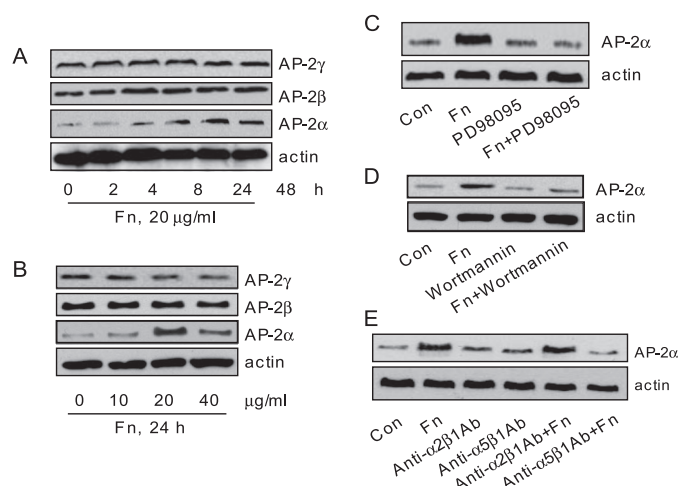 A
AP-2γ
AP-2β
AP-2α
actin
0 2 4 8 24 48 h
Fn, 20 µg/ml
B
AP-2γ
AP-2β
AP-2α
actin
0 10 20 40 µg/ml
Fn, 24 h
C
AP-2α
actin
Con
Fn
PD98095
Fn+PD98095
D
AP-2α
actin
Con
Fn
Wortmannin
Fn+Wortmannin
E
AP-2α
actin
Con
Fn
Anti-α2β1Ab
Anti-α5β1Ab
Anti-α2β1Ab+Fn
Anti-α5β1Ab+Fn